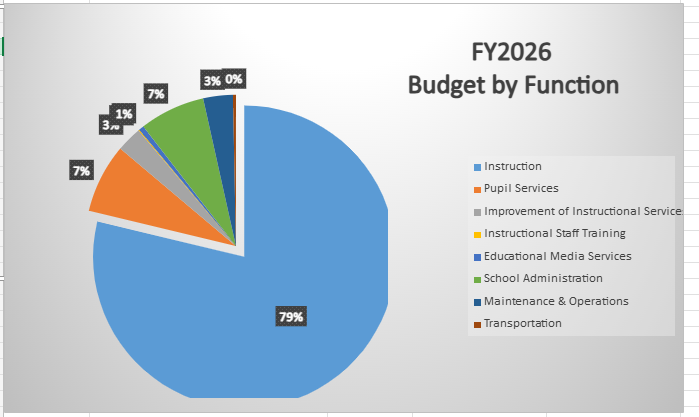 FY2026
Budget by Function
3%
0%
7%
1%
3%
7%
79%
Instruction
Pupil Services
Improvement of Instructional Service
Instructional Staff Training
Educational Media Services
School Administration
Maintenance & Operations
Transportation